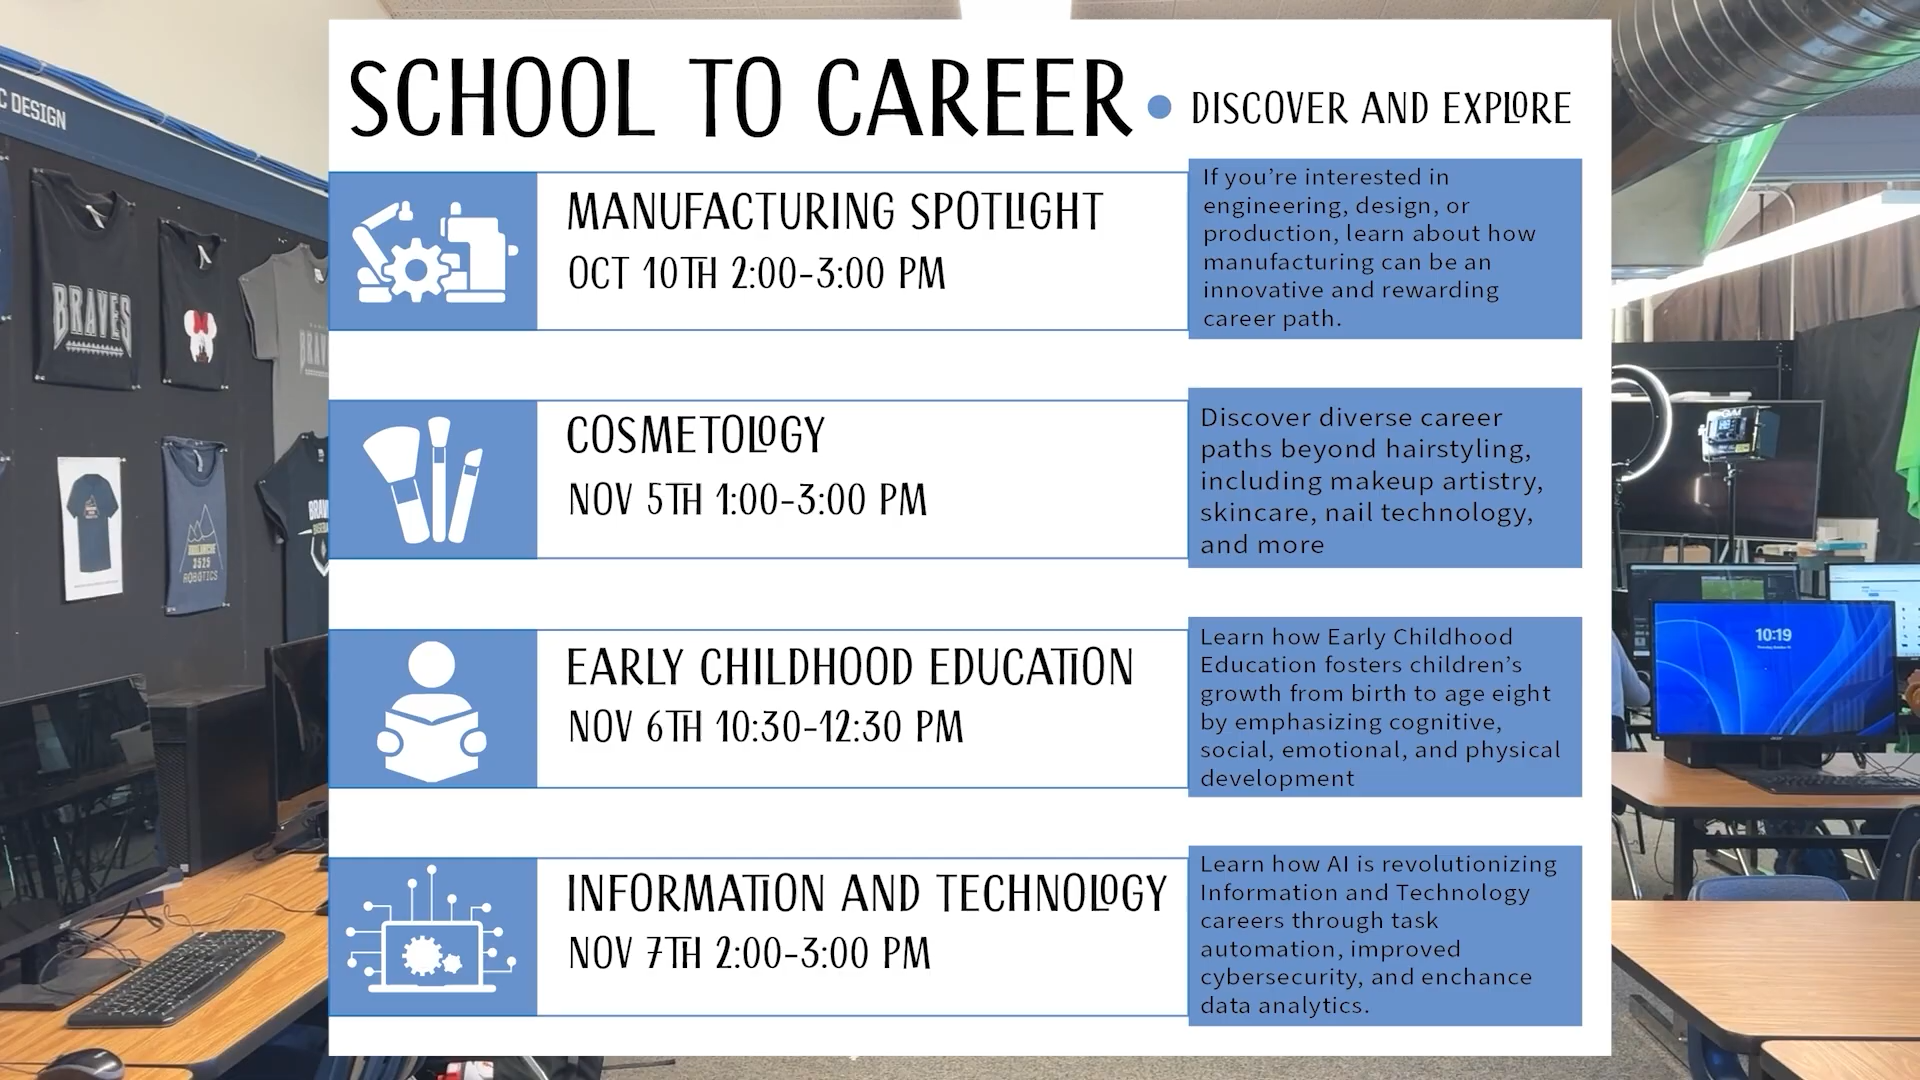 SCHOOL TO CAREER • DISCOVER AND EXPLORE
MANUFACTURING SPOTLIGHT
OCT 10TH 2:00-3:00 PM
If you're interested in
engineering, design, or
production, learn about how
manufacturing can be an
innovative and rewarding
career path.
COSMETOLOGY
NOV 5TH 1:00-3:00 PM
Discover diverse career
paths beyond hairstyling,
including makeup artistry,
skincare, nail technology,
and more
EARLY CHILDHOOD EDUCATION
NOV 6TH 10:30-12:30 PM
Learn how Early Childhood
Education fosters children's
growth from birth to age eight
by emphasizing cognitive,
social, emotional, and physical
development
INFORMATION AND TECHNOLOGY
NOV 7TH 2:00-3:00 PM
Learn how AI is revolutionizing
Information and Technology
careers through task
automation, improved
cybersecurity, and enchance
data analytics.
C DESIGN
BRAVES
BRAV
3525
ROBOTICS
10:19